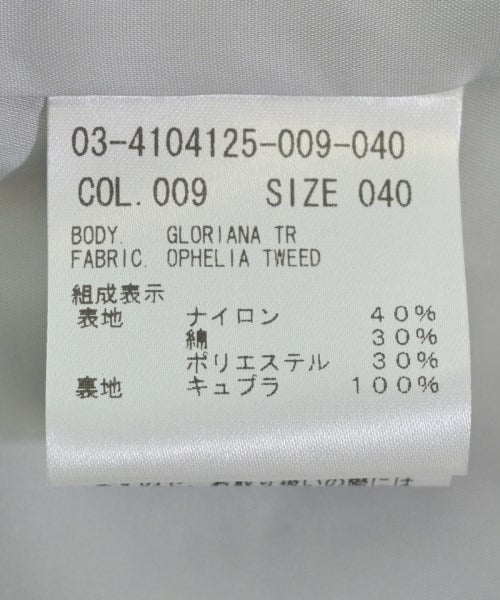 03-4104125-009-040
COL.009 SIZE 040
BODY. GLORIANA TR
FABRIC. OPHELIA TWEED
組成表示
表地 ナイロン 40%
綿 30%
ポリエステル 30%
裏地 キュプラ 100%